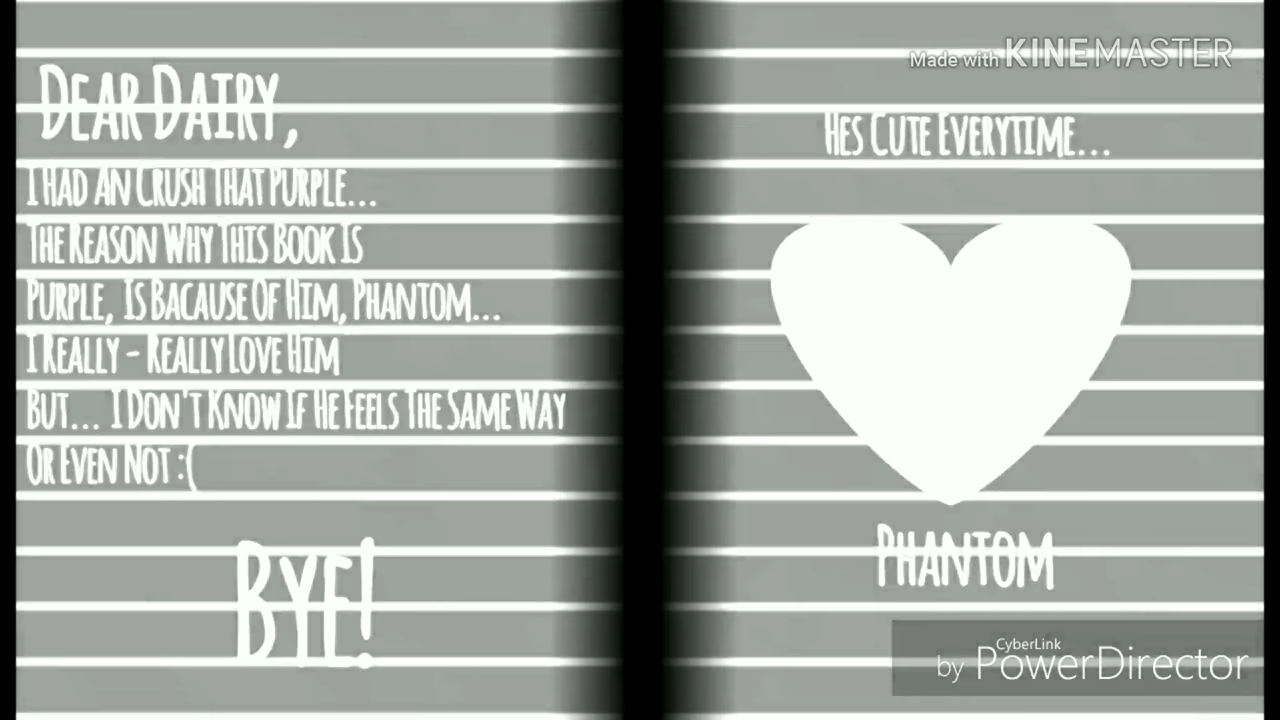 Dear Dairy,
I Had An Crush That Purple...
The Reason Why This Book Is
Purple, Is Bacause Of Him, Phantom...
I Really - Really Love Him
But... I Don't Know If He Feels The Same Way
Or Even Not :(
Bye!
Made with KINEMASTER
Hes Cute Everytime...
Phantom
CyberLink
by PowerDirector